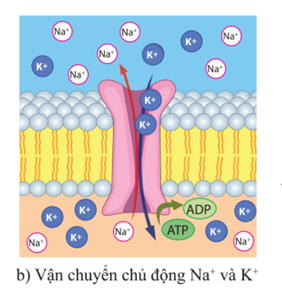 Na⁺ Na⁺
K⁺
Na⁺
K⁺
K⁺
Na⁺
Na⁺
K⁺
K⁺
ADP
K⁺
K⁺
K⁺
Na⁺
K⁺
Na⁺
ATP
K⁺
Na⁺
b) Vận chuyển chủ động Na⁺ và K⁺